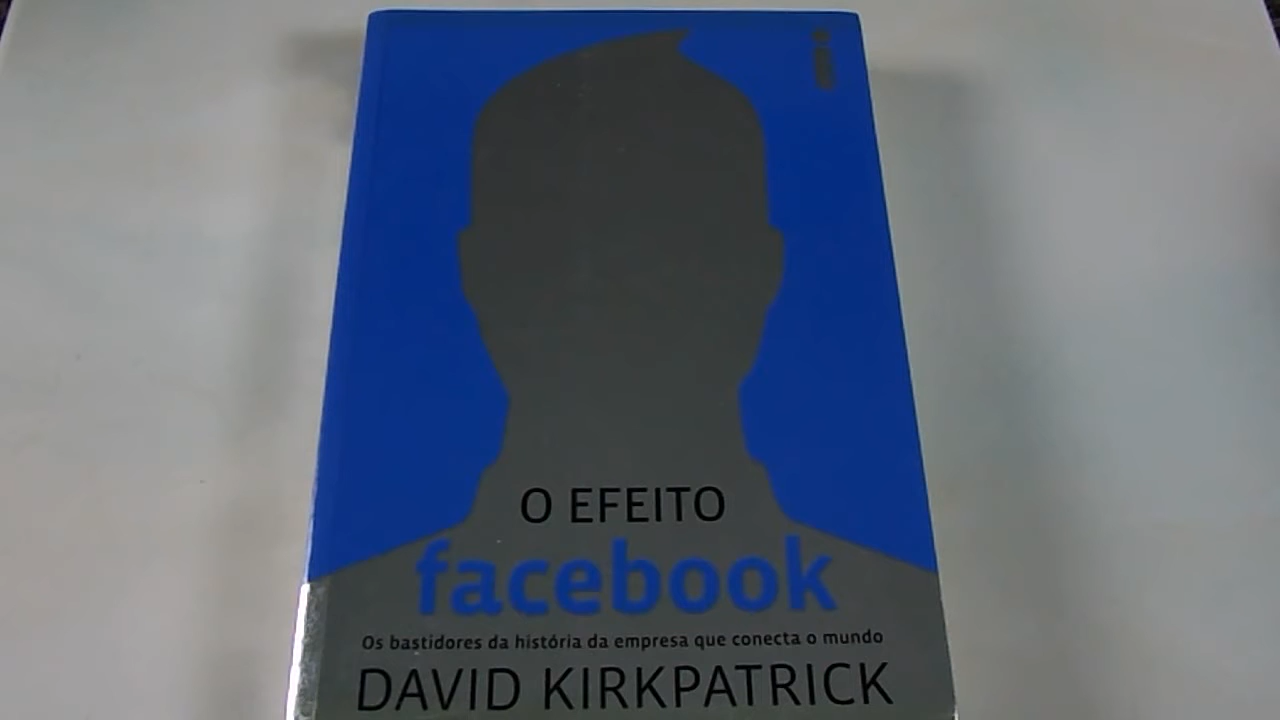 O EFEITO
facebook
Os bastidores da história da empresa que conecta o mundo
DAVID KIRKPATRICK